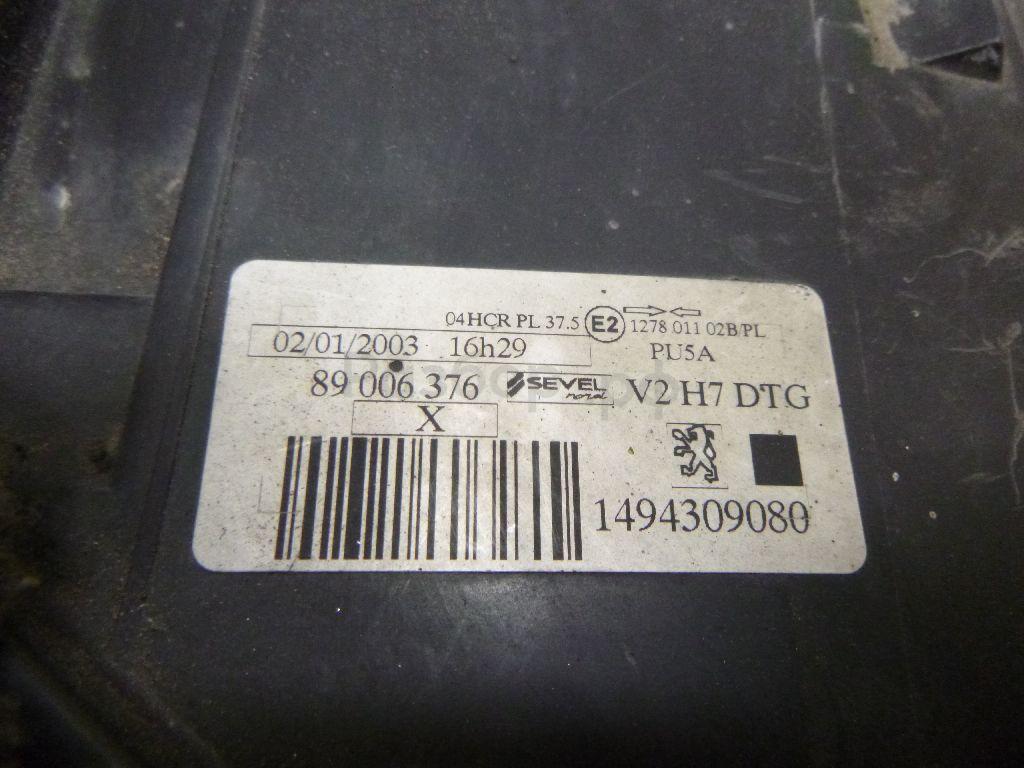 04HCR PL 37.5 E2 1278 011 02B/PL
02/01/2003 16h29 PU5A
89 006 376 SEVEL nord V2 H7 DTG
X
1494309080